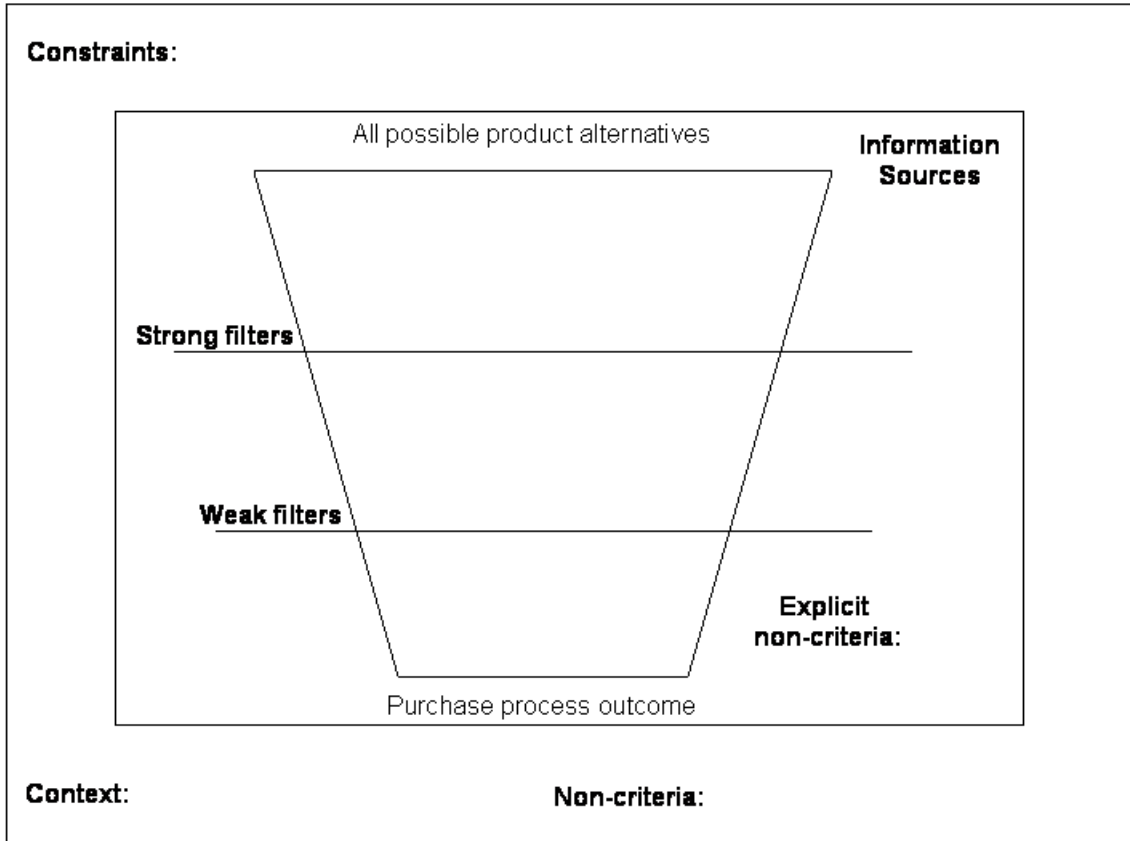 Constraints:
All possible product alternatives
Information
Sources
Strong filters
Weak filters
Explicit
non-criteria:
Purchase process outcome
Context:
Non-criteria: